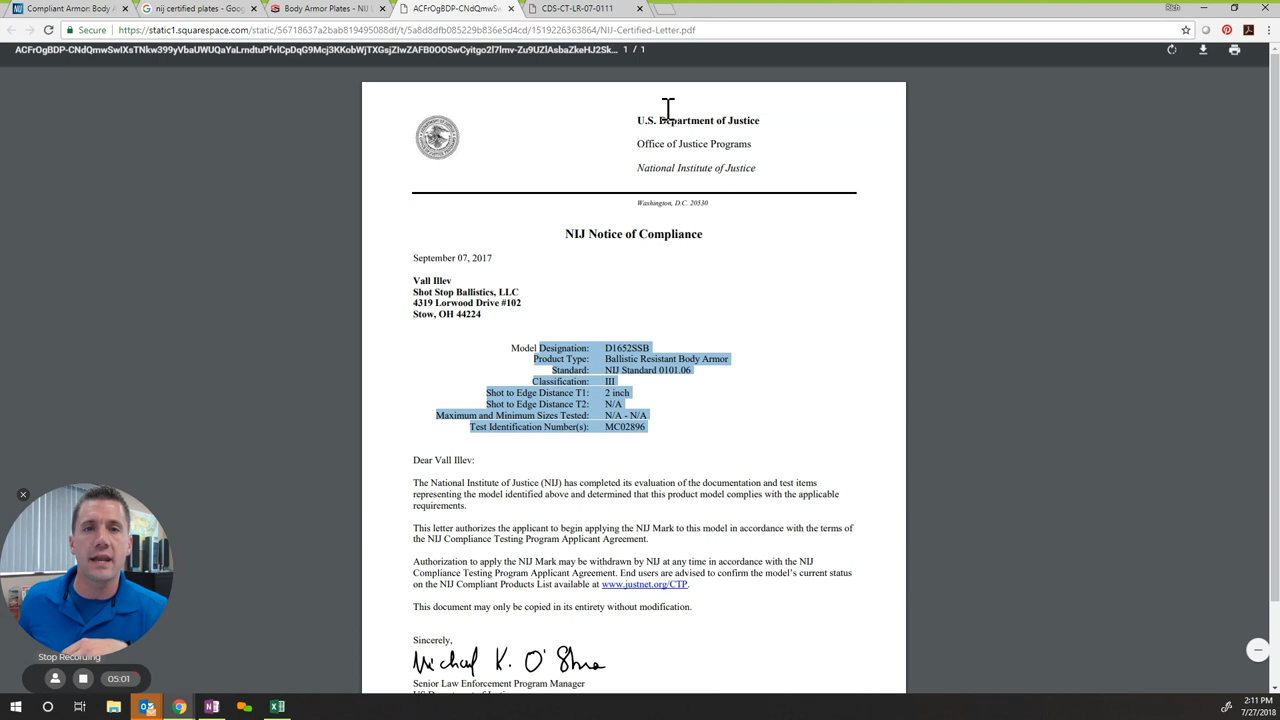 Compliant Armor: Body A
nij certified plates - Goog
Body Armor Plates - NIJ L
ACFrOgBDP-CNdQmwSw
CDS-CT-LR-07-0111
Rich
Secure
https://static1.squarespace.com/static/56718637a2bab819495088df/t/5a8d8dfb085229b836e5d4cd/1519226363864/NIJ-Certified-Letter.pdf
1 / 1
U.S. Department of Justice
Office of Justice Programs
National Institute of Justice
Washington, D.C. 20530
NIJ Notice of Compliance
September 07, 2017
Vall Illev
Shot Stop Ballistics, LLC
4319 Lorwood Drive #102
Stow, OH 44224
Model Designation: D1652SSB
Product Type: Ballistic Resistant Body Armor
Standard: NIJ Standard 0101.06
Classification: III
Shot to Edge Distance T1: 2 inch
Shot to Edge Distance T2: N/A
Maximum and Minimum Sizes Tested: N/A - N/A
Test Identification Number(s): MC02896
Dear Vall Illev:
The National Institute of Justice (NIJ) has completed its evaluation of the documentation and test items
representing the model identified above and determined that this product model complies with the applicable
requirements.
This letter authorizes the applicant to begin applying the NIJ Mark to this model in accordance with the terms of
the NIJ Compliance Testing Program Applicant Agreement.
Authorization to apply the NIJ Mark may be withdrawn by NIJ at any time in accordance with the NIJ
Compliance Testing Program Applicant Agreement. End users are advised to confirm the model's current status
on the NIJ Compliant Products List available at www.justnet.org/CTP.
This document may only be copied in its entirety without modification.
Sincerely,
Michael K. O'Shea
Senior Law Enforcement Program Manager
US Department of Justice
Stop Recording
05:01
2:11 PM
7/27/2018